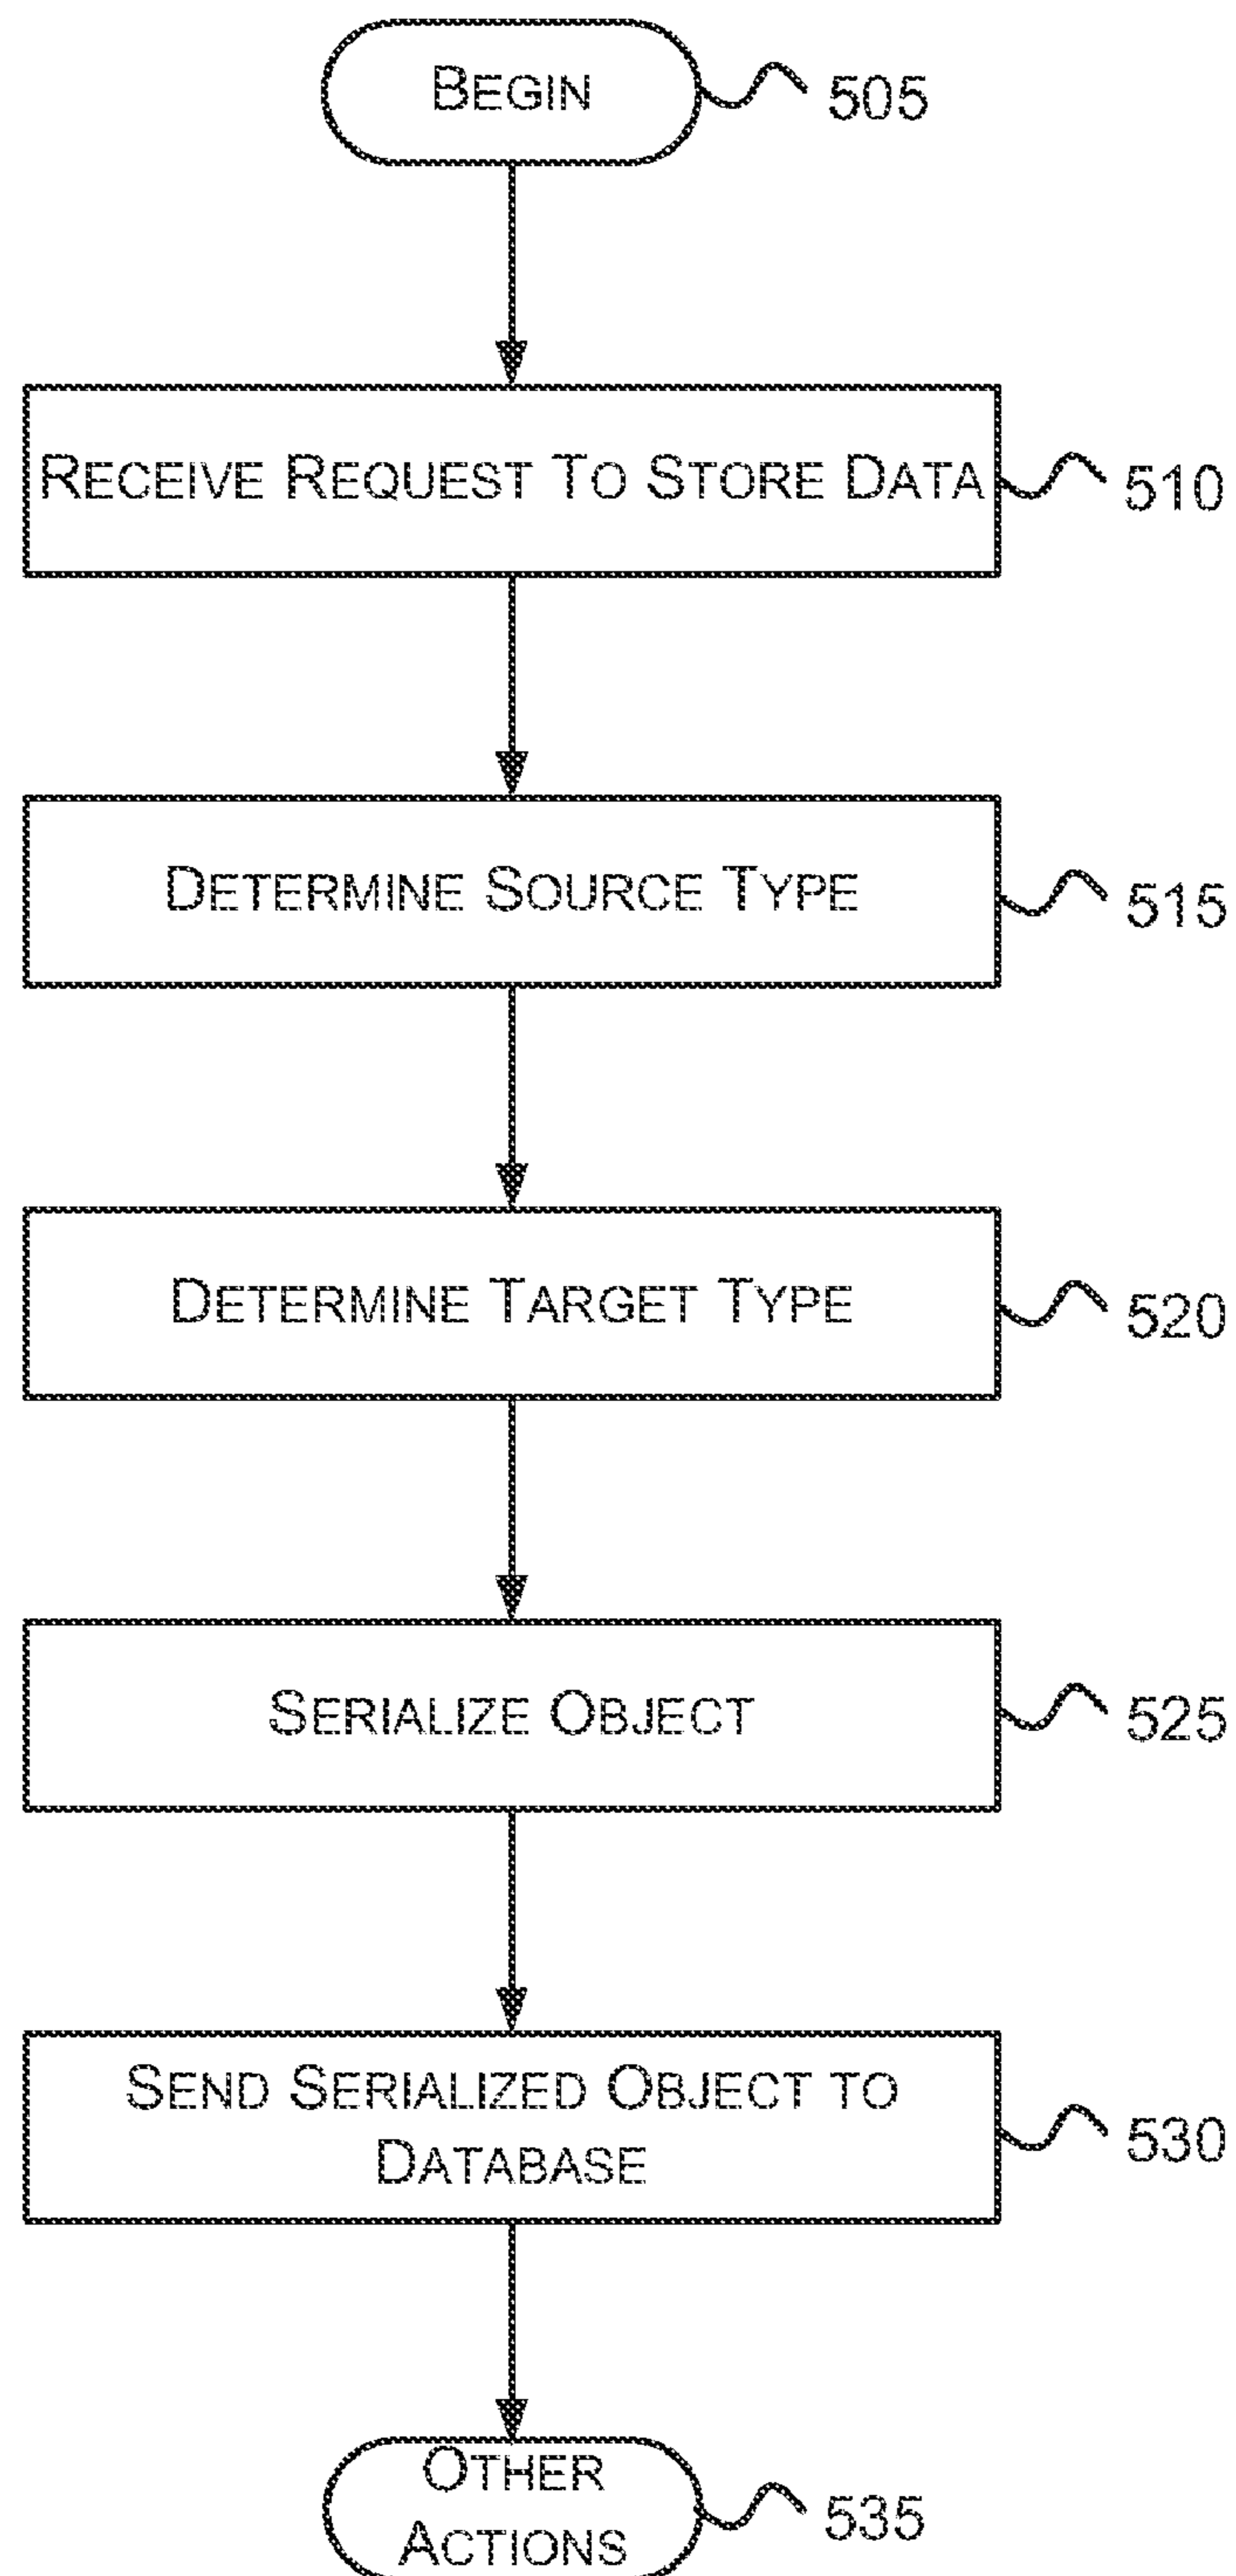 BEGIN
505
RECEIVE REQUEST TO STORE DATA
510
DETERMINE SOURCE TYPE
515
DETERMINE TARGET TYPE
520
SERIALIZE OBJECT
525
SEND SERIALIZED OBJECT TO
DATABASE
530
OTHER
ACTIONS
535